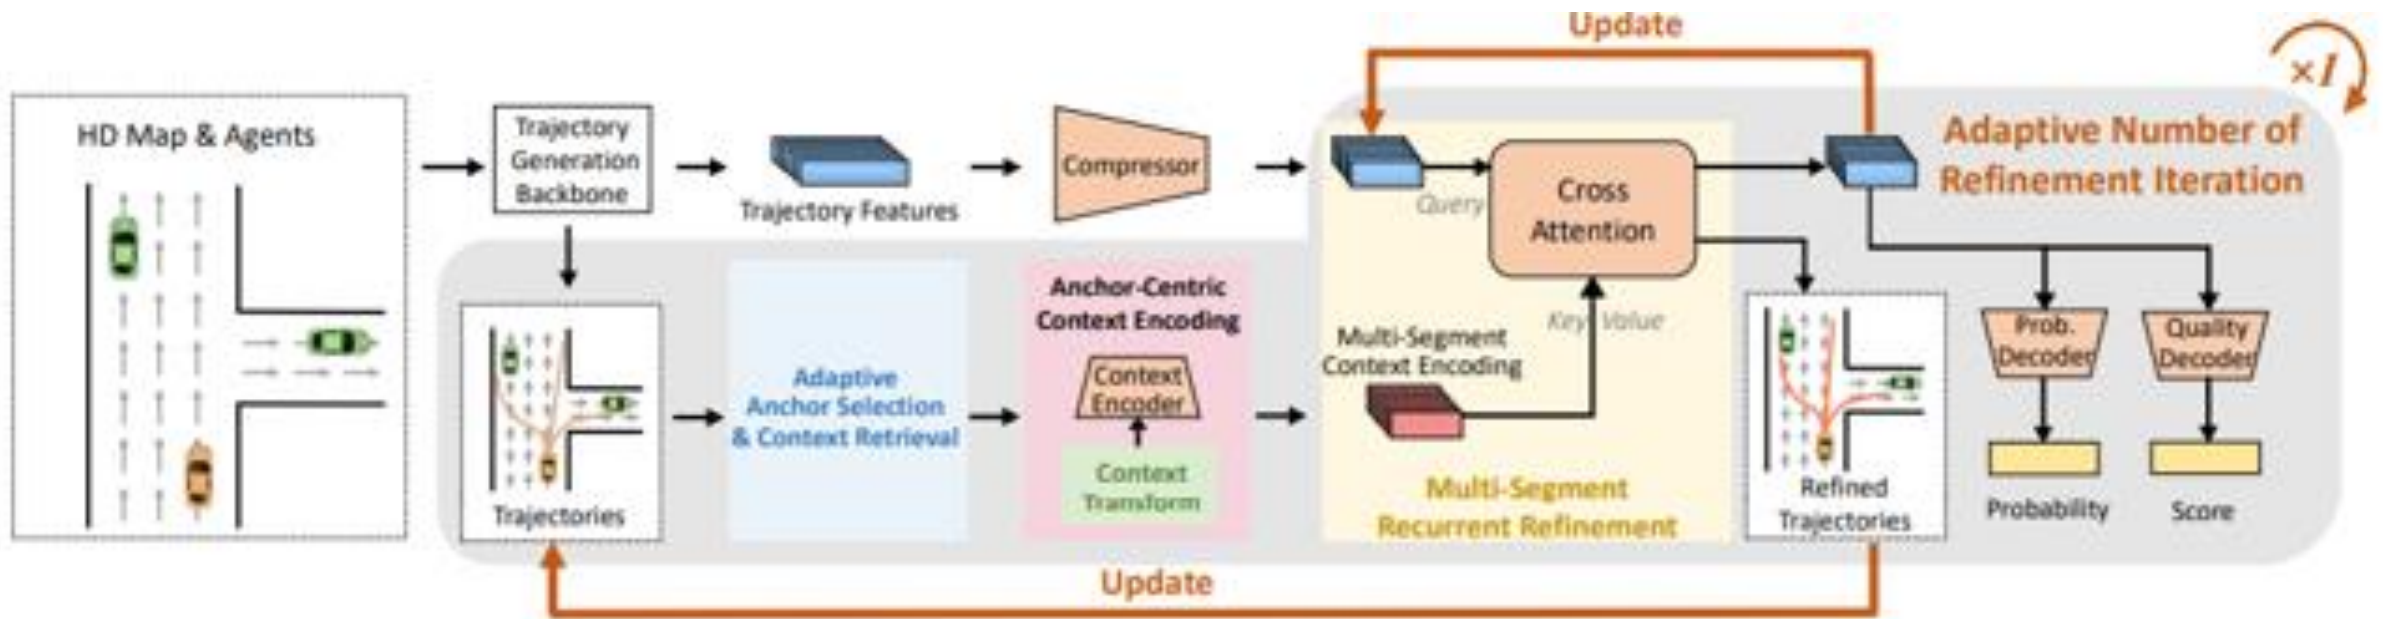 Update
×I
HD Map & Agents
Trajectory
Generation
Backbone
Trajectory Features
Compressor
Query
Cross
Attention
Adaptive Number of
Refinement Iteration
Trajectories
Adaptive
Anchor Selection
& Context Retrieval
Anchor-Centric
Context Encoding
Context
Encoder
Context
Transform
Multi-Segment
Context Encoding
Key Value
Multi-Segment
Recurrent Refinement
Refined
Trajectories
Prob.
Decoder
Quality
Decoder
Probability
Score
Update